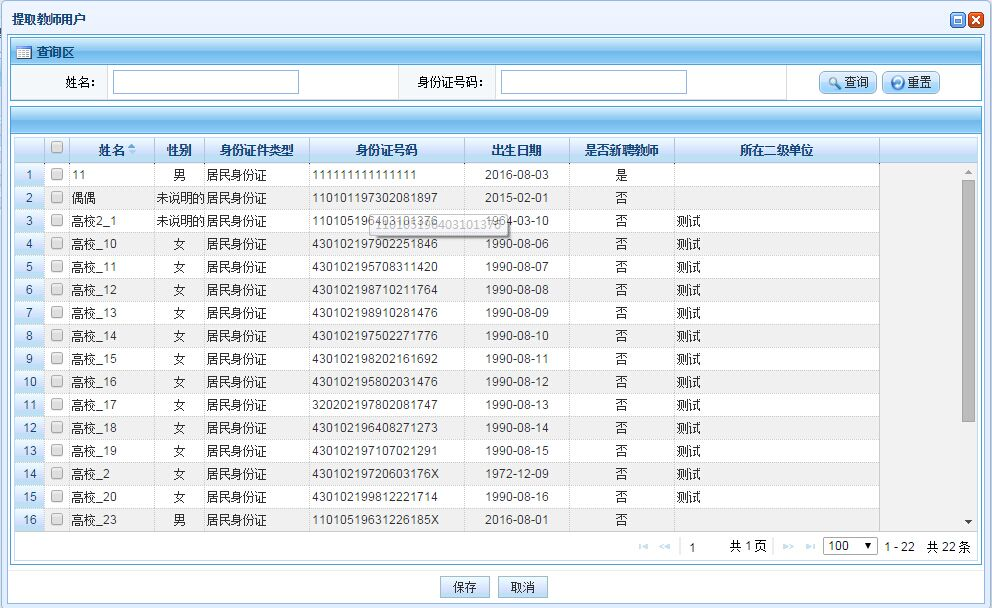 提取教师用户
查询区
姓名: 身份证号码: 查询 重置
姓名 性别 身份证件类型 身份证号码 出生日期 是否新聘教师 所在二级单位
1 11 男 居民身份证 111111111111111 2016-08-03 是
2 偶偶 未说明的 居民身份证 110101197302081897 2015-02-01 否
3 高校2_1 未说明的 居民身份证 110105196403101376 1964-03-10 否 测试
110105196403101376
4 高校_10 女 居民身份证 430102197902251846 1990-08-06 否 测试
5 高校_11 女 居民身份证 430102195708311420 1990-08-07 否 测试
6 高校_12 女 居民身份证 430102198710211764 1990-08-08 否 测试
7 高校_13 女 居民身份证 430102198910281476 1990-08-09 否 测试
8 高校_14 女 居民身份证 430102197502271776 1990-08-10 否 测试
9 高校_15 女 居民身份证 430102198202161692 1990-08-11 否 测试
10 高校_16 女 居民身份证 430102195802031476 1990-08-12 否 测试
11 高校_17 女 居民身份证 320202197802081747 1990-08-13 否 测试
12 高校_18 女 居民身份证 430102196408271273 1990-08-14 否 测试
13 高校_19 女 居民身份证 430102197107021291 1990-08-15 否 测试
14 高校_2 女 居民身份证 43010219720603176X 1972-12-09 否 测试
15 高校_20 女 居民身份证 430102199812221714 1990-08-16 否 测试
16 高校_23 男 居民身份证 11010519631226185X 2016-08-01 否
1 共 1 页 100 1 - 22 共 22 条
保存 取消